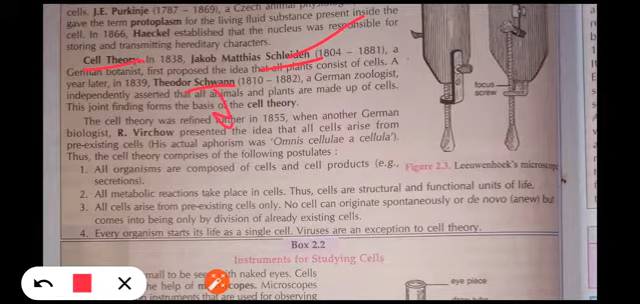 cells. J.E. Purkinje (1787 – 1869), a Czech animal
gave the term protoplasm for the living fluid substance present inside the
cell. In 1866, Haeckel established that the nucleus was responsible for
storing and transmitting hereditary characters.
Cell Theory. In 1838, Jakob Matthias Schleiden (1804 – 1881), a
German botanist, first proposed the idea that all plants consist of cells. A
year later, in 1839, Theodor Schwann (1810 – 1882), a German zoologist,
independently asserted that all animals and plants are made up of cells.
This joint finding forms the basis of the cell theory.
The cell theory was refined further in 1855, when another German
biologist, R. Virchow presented the idea that all cells arise from
pre-existing cells (His actual aphorism was 'Omnis cellulae a cellula').
Thus, the cell theory comprises of the following postulates :
1. All organisms are composed of cells and cell products (e.g.,
secretions).
2. All metabolic reactions take place in cells. Thus, cells are structural and functional units of life.
3. All cells arise from pre-existing cells only. No cell can originate spontaneously or de novo (anew) but
comes into being only by division of already existing cells.
4. Every organism starts its life as a single cell. Viruses are an exception to cell theory.
focus
screw
Figure 2.3. Leeuwenhoek's microscope
Box 2.2
Instruments for Studying Cells
small to be seen with naked eyes. Cells
the help of microscopes. Microscopes
instruments that are used for observing
eye piece